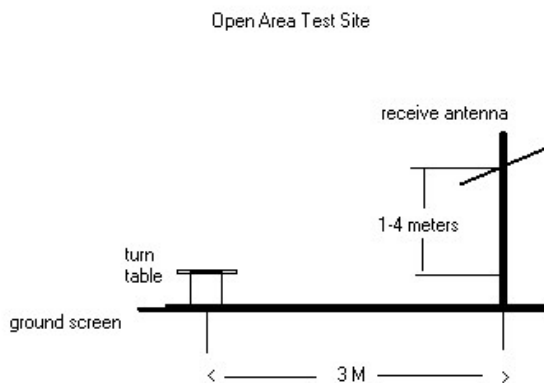 Open Area Test Site
receive antenna
1-4 meters
turn
table
ground screen
3 M